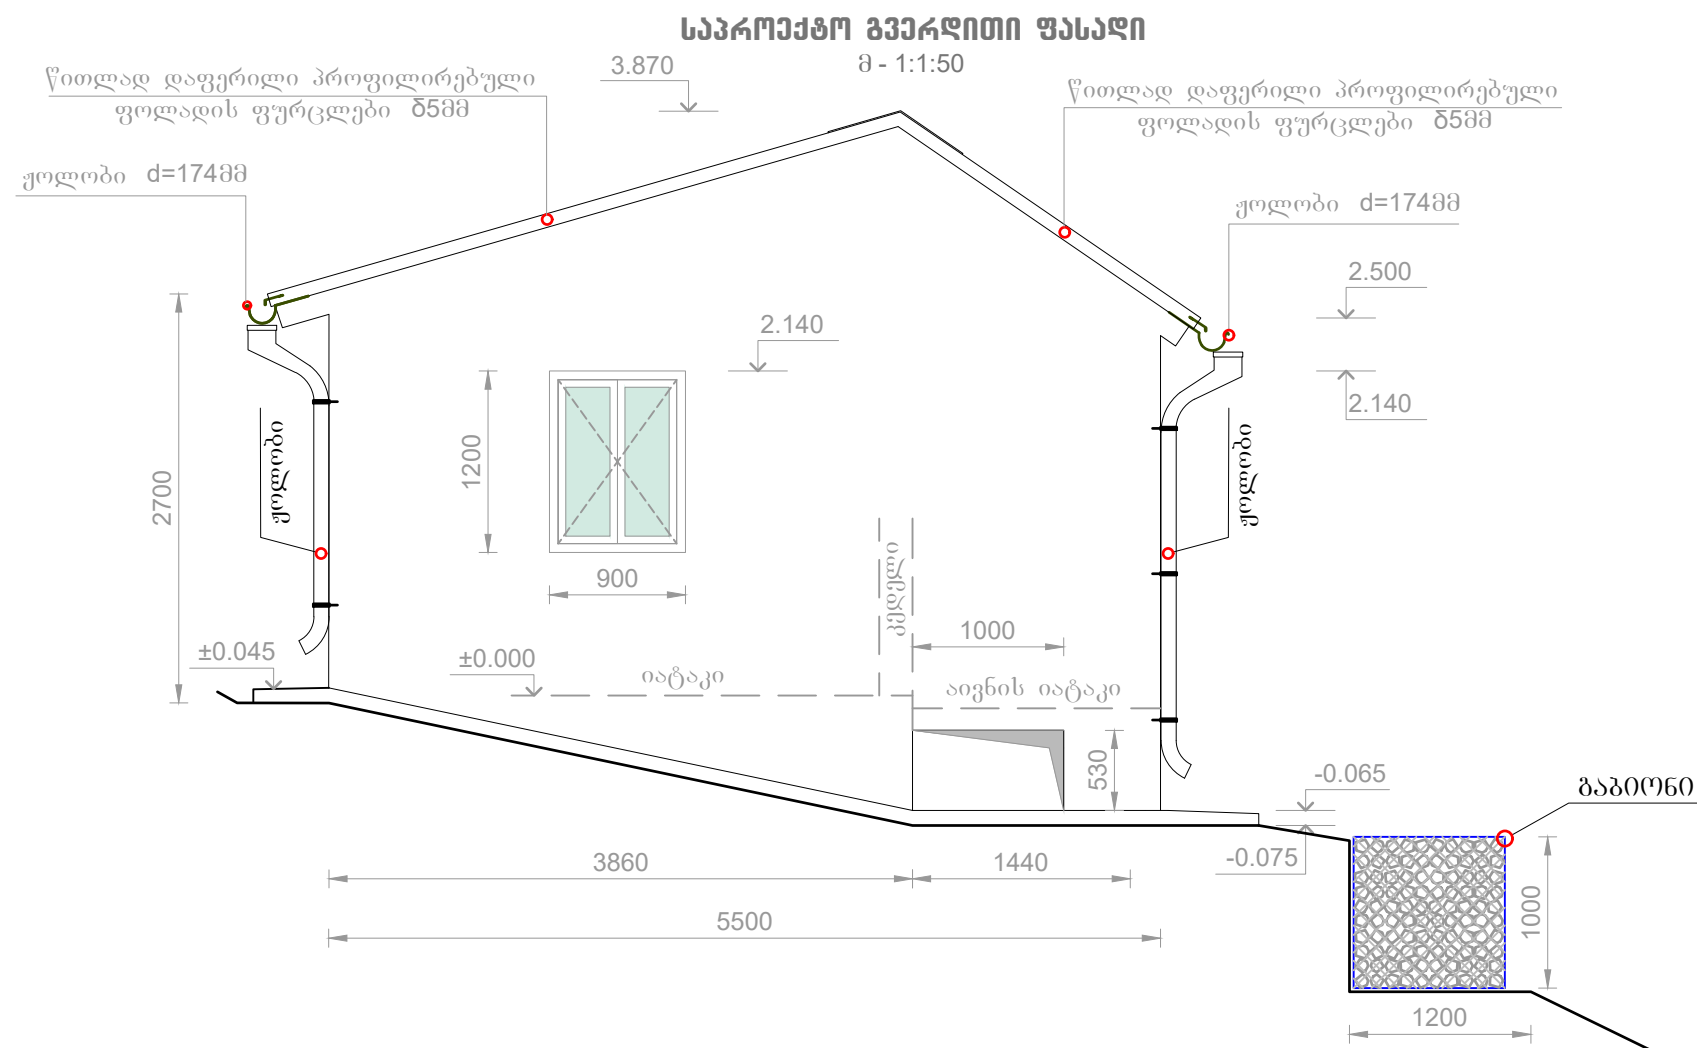 საპროექტო გვერდითი ფასადი
მ - 1:1:50
3.870
წითლად დაფერილი პროფილირებული
ფოლადის ფურცლები δ5მმ
წითლად დაფერილი პროფილირებული
ფოლადის ფურცლები δ5მმ
ჟოლობი d=174მმ
ჟოლობი d=174მმ
2.500
2.140
2.140
ჟოლობი
ჟოლობი
2700
1200
900
კედელი
1000
±0.045
±0.000
იატაკი
აივნის იატაკი
530
-0.065
-0.075
გაბიონი
3860
1440
5500
1000
1200